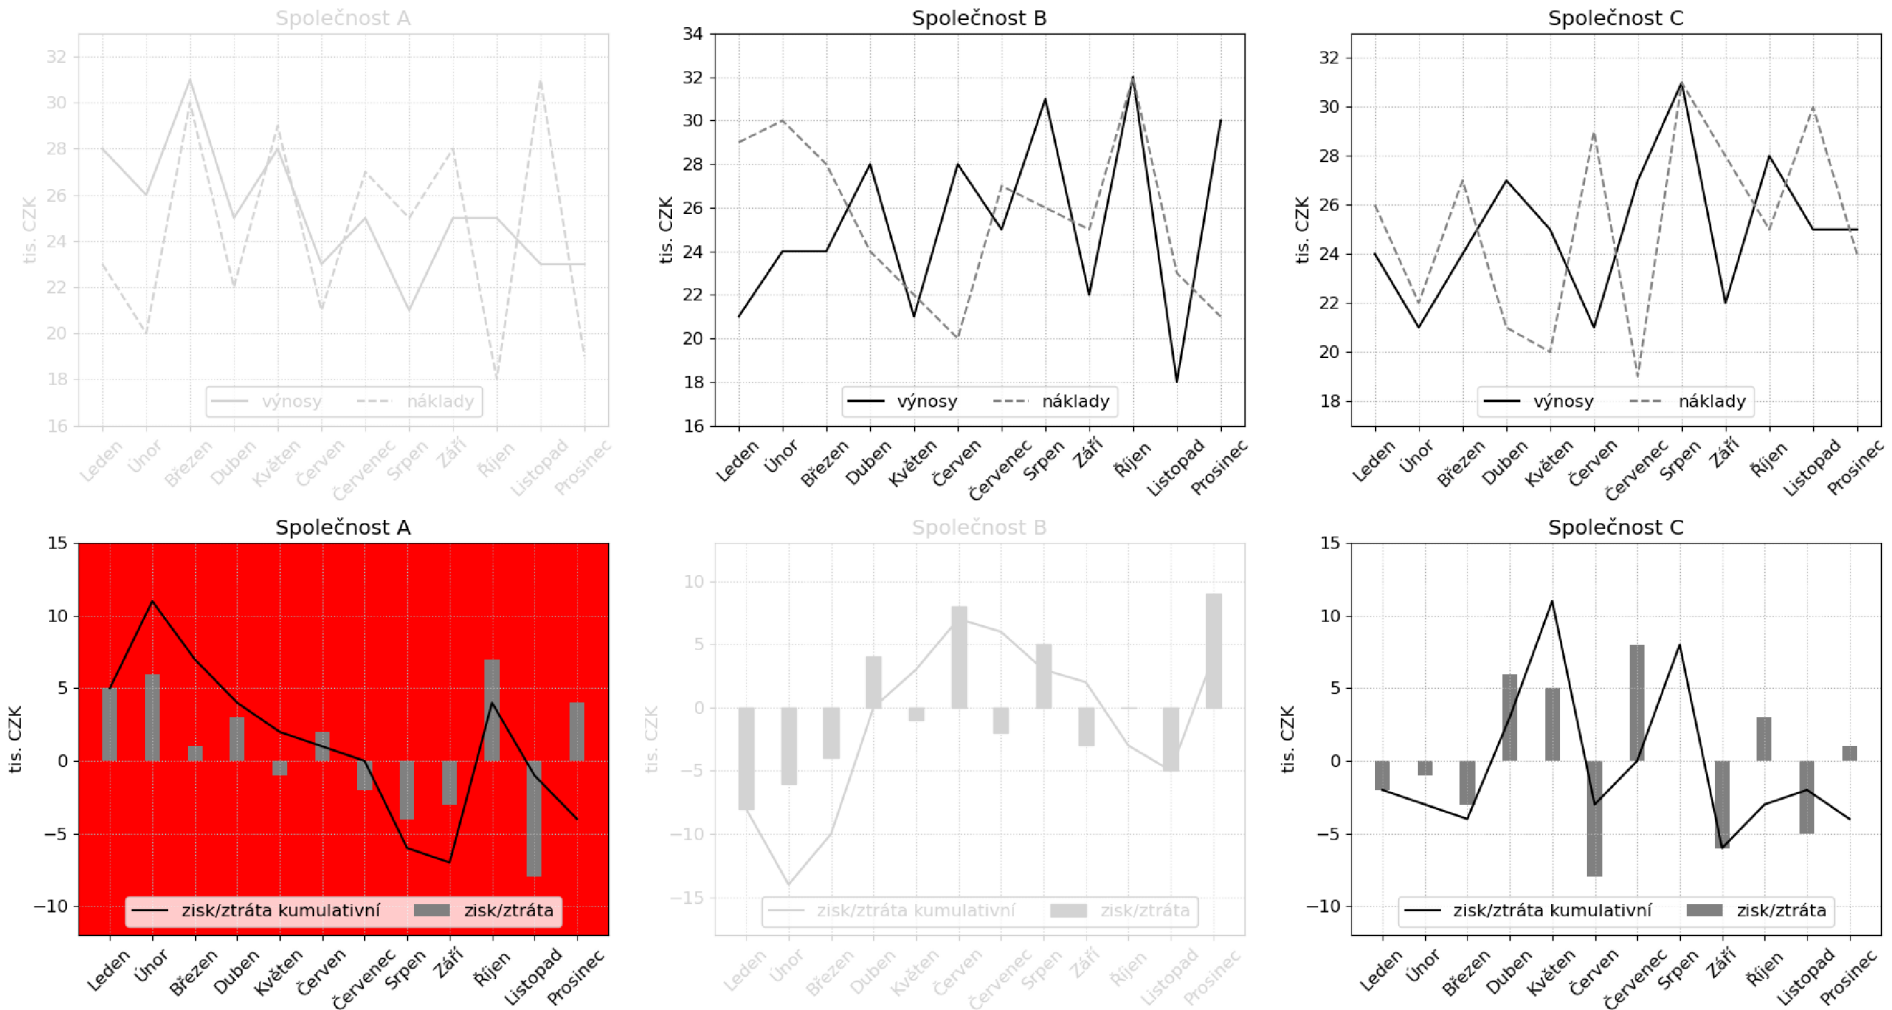 Společnost A
32
30
28
26
24
22
20
18
16
tis. CZK
výnosy náklady
Leden Únor Březen Duben Květen Červen Červenec Srpen Září Říjen Listopad Prosinec
Společnost B
34
32
30
28
26
24
22
20
18
16
tis. CZK
výnosy náklady
Leden Únor Březen Duben Květen Červen Červenec Srpen Září Říjen Listopad Prosinec
Společnost C
32
30
28
26
24
22
20
18
tis. CZK
výnosy náklady
Leden Únor Březen Duben Květen Červen Červenec Srpen Září Říjen Listopad Prosinec
Společnost A
15
10
5
0
−5
−10
tis. CZK
zisk/ztráta kumulativní zisk/ztráta
Leden Únor Březen Duben Květen Červen Červenec Srpen Září Říjen Listopad Prosinec
Společnost B
10
5
0
−5
−10
−15
tis. CZK
zisk/ztráta kumulativní zisk/ztráta
Leden Únor Březen Duben Květen Červen Červenec Srpen Září Říjen Listopad Prosinec
Společnost C
15
10
5
0
−5
−10
tis. CZK
zisk/ztráta kumulativní zisk/ztráta
Leden Únor Březen Duben Květen Červen Červenec Srpen Září Říjen Listopad Prosinec